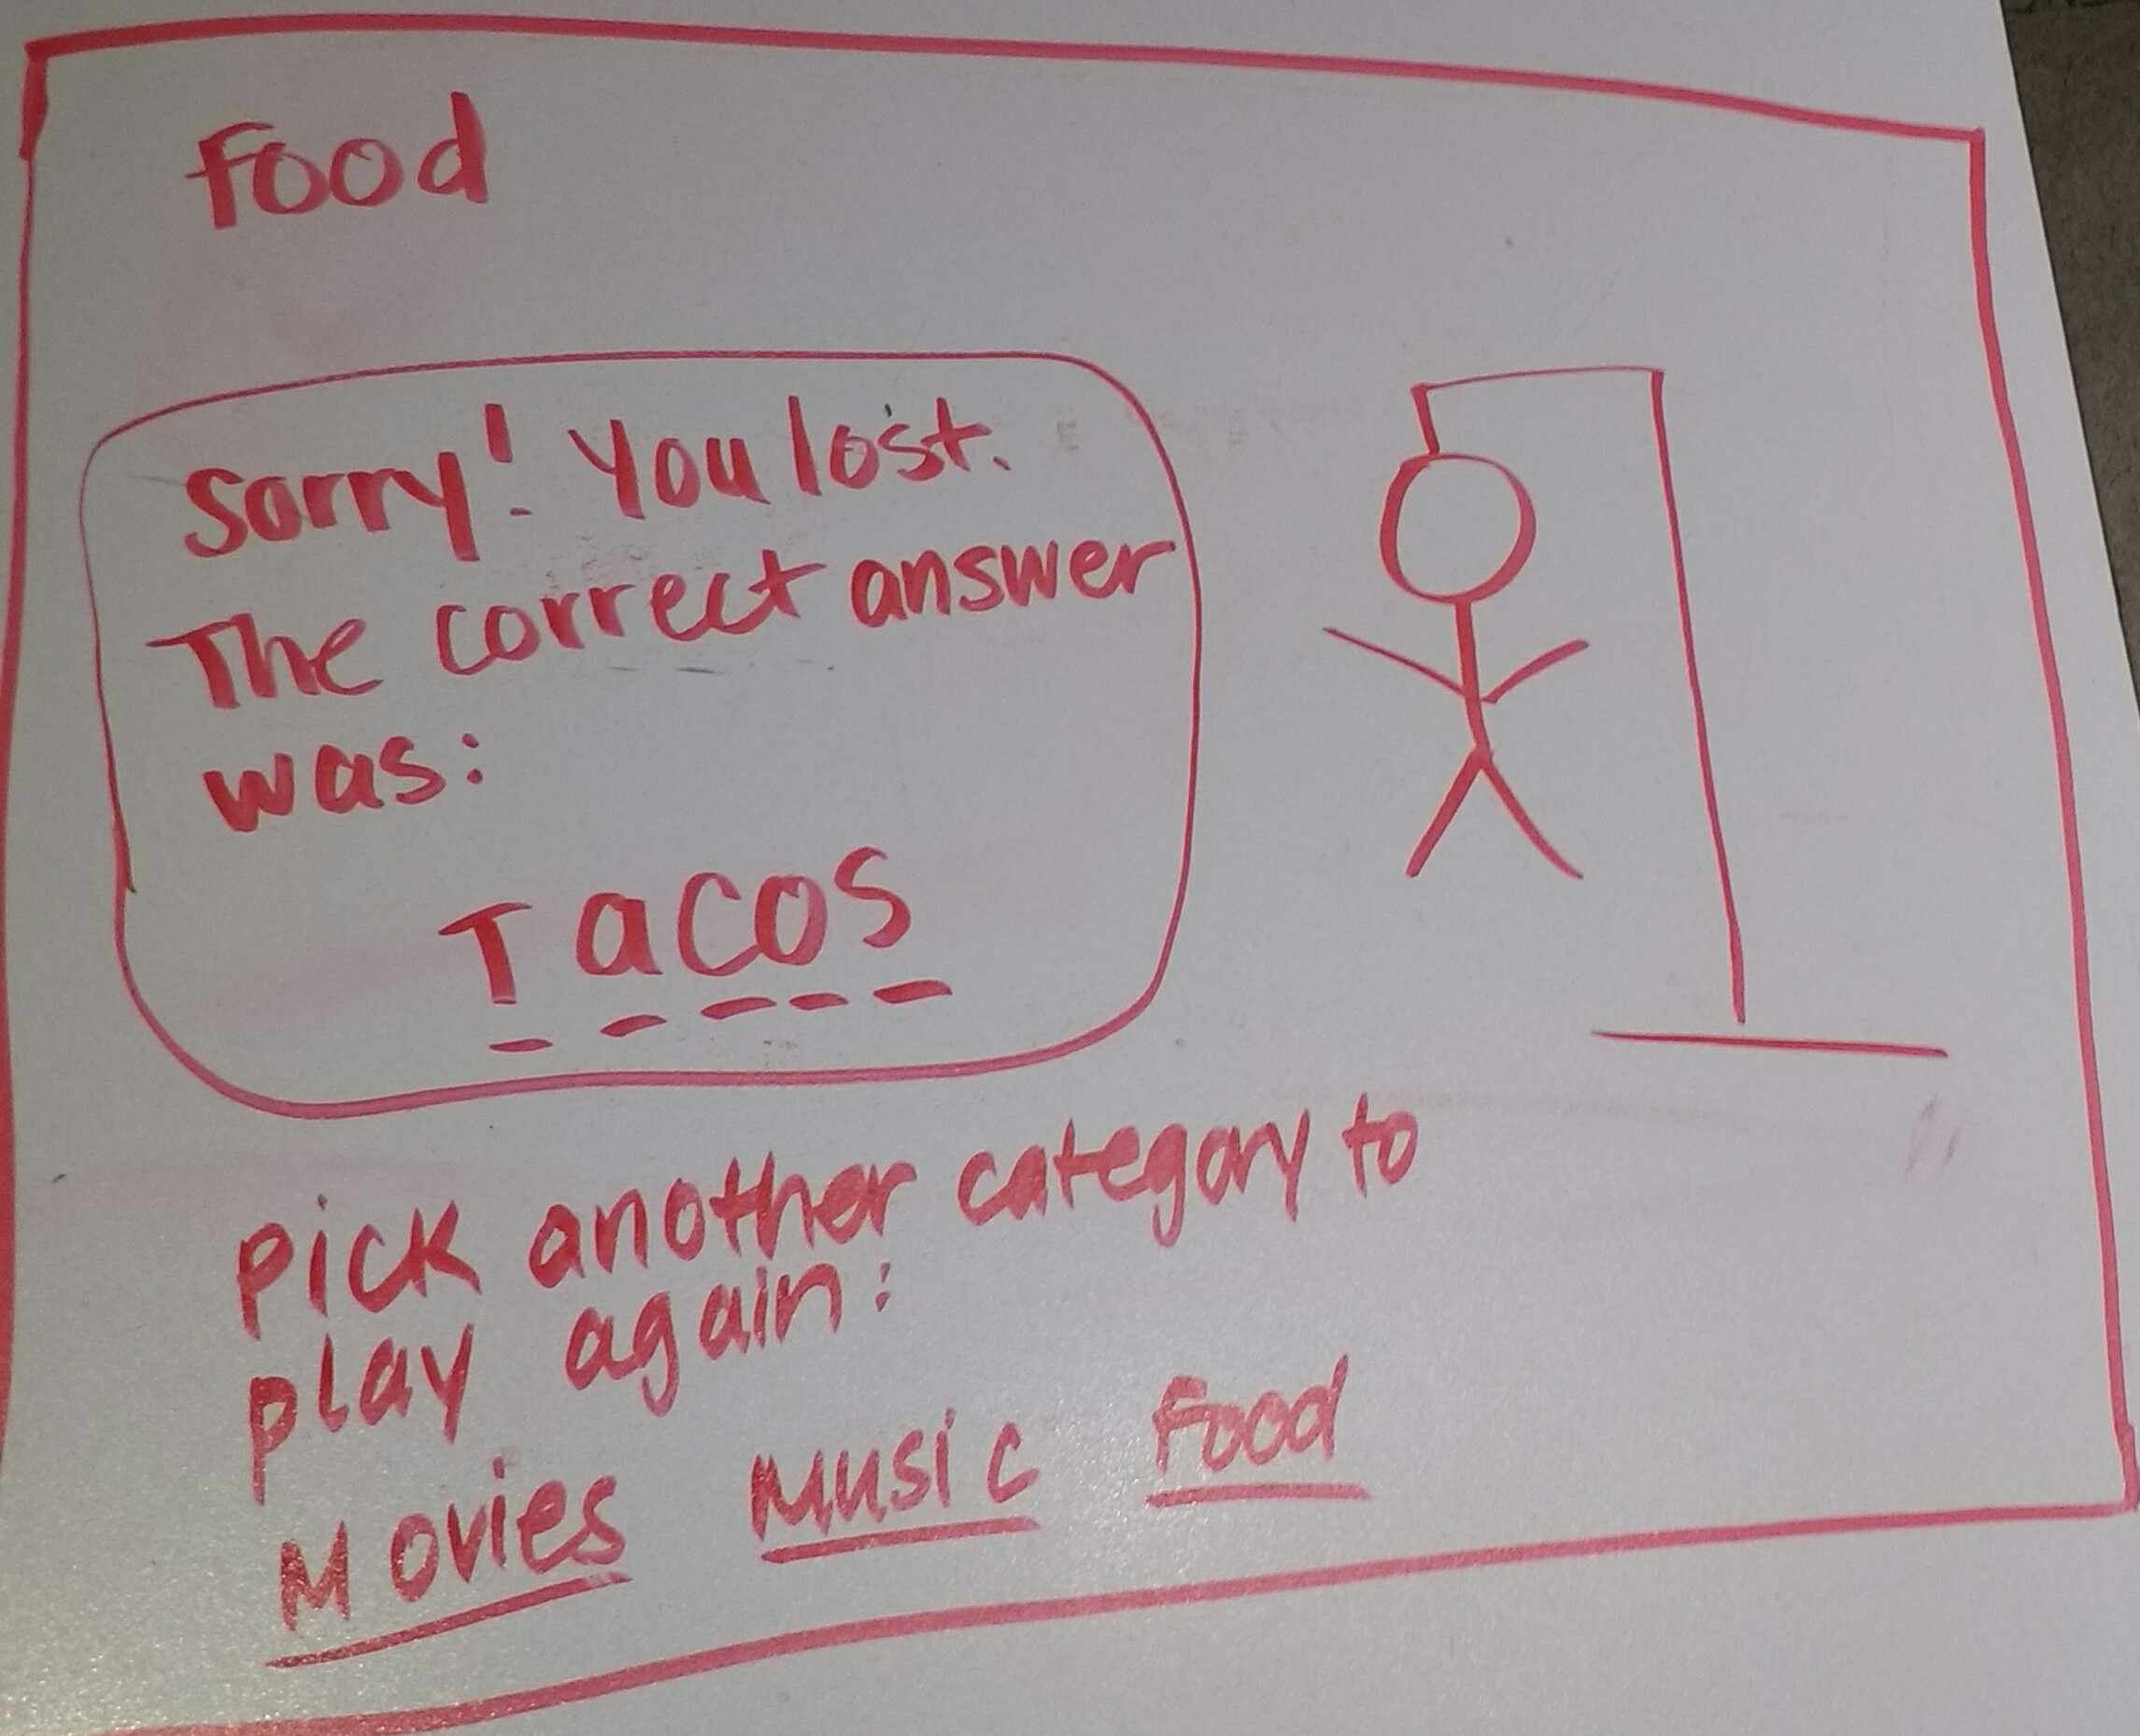 Food
Sorry! You lost.
The correct answer
was:
Tacos
Pick another category to
play again:
Movies Music Food